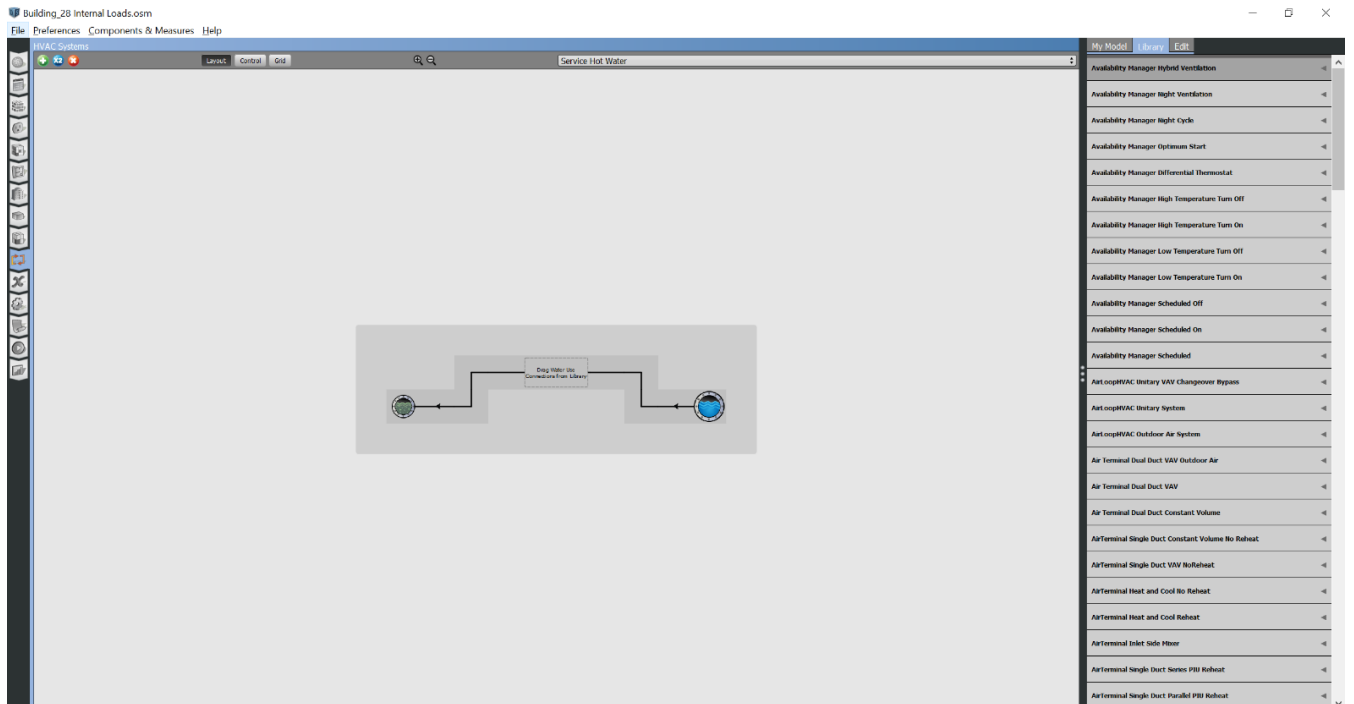 Building_28 Internal Loads.osm
File Preferences Components & Measures Help
HVAC Systems
My Model Library Edit
Layout Control Grid
Service Hot Water
Drag Water Use
Connections from Library
Availability Manager Hybrid Ventilation
Availability Manager Night Ventilation
Availability Manager Night Cycle
Availability Manager Optimum Start
Availability Manager Differential Thermostat
Availability Manager High Temperature Turn Off
Availability Manager High Temperature Turn On
Availability Manager Low Temperature Turn Off
Availability Manager Low Temperature Turn On
Availability Manager Scheduled Off
Availability Manager Scheduled On
Availability Manager Scheduled
AirLoopHVAC Unitary VAV Changeover Bypass
AirLoopHVAC Unitary System
AirLoopHVAC Outdoor Air System
Air Terminal Dual Duct VAV Outdoor Air
Air Terminal Dual Duct VAV
Air Terminal Dual Duct Constant Volume
AirTerminal Single Duct Constant Volume No Reheat
AirTerminal Single Duct VAV NoReheat
AirTerminal Heat and Cool No Reheat
AirTerminal Heat and Cool Reheat
AirTerminal Inlet Side Mixer
AirTerminal Single Duct Series PIU Reheat
AirTerminal Single Duct Parallel PIU Reheat